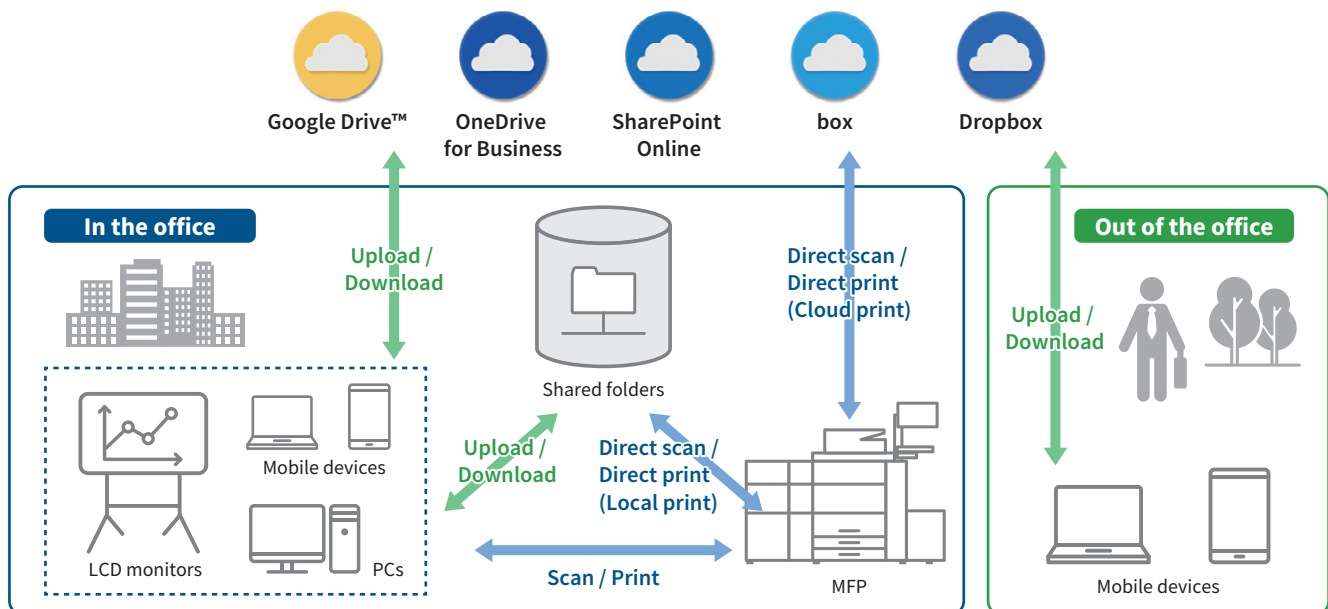 Google Drive™
OneDrive
for Business
SharePoint
Online
box
Dropbox
In the office
Upload /
Download
Shared folders
Direct scan /
Direct print
(Cloud print)
LCD monitors
Mobile devices
PCs
Upload /
Download
Direct scan /
Direct print
(Local print)
Scan / Print
MFP
Out of the office
Upload /
Download
Mobile devices